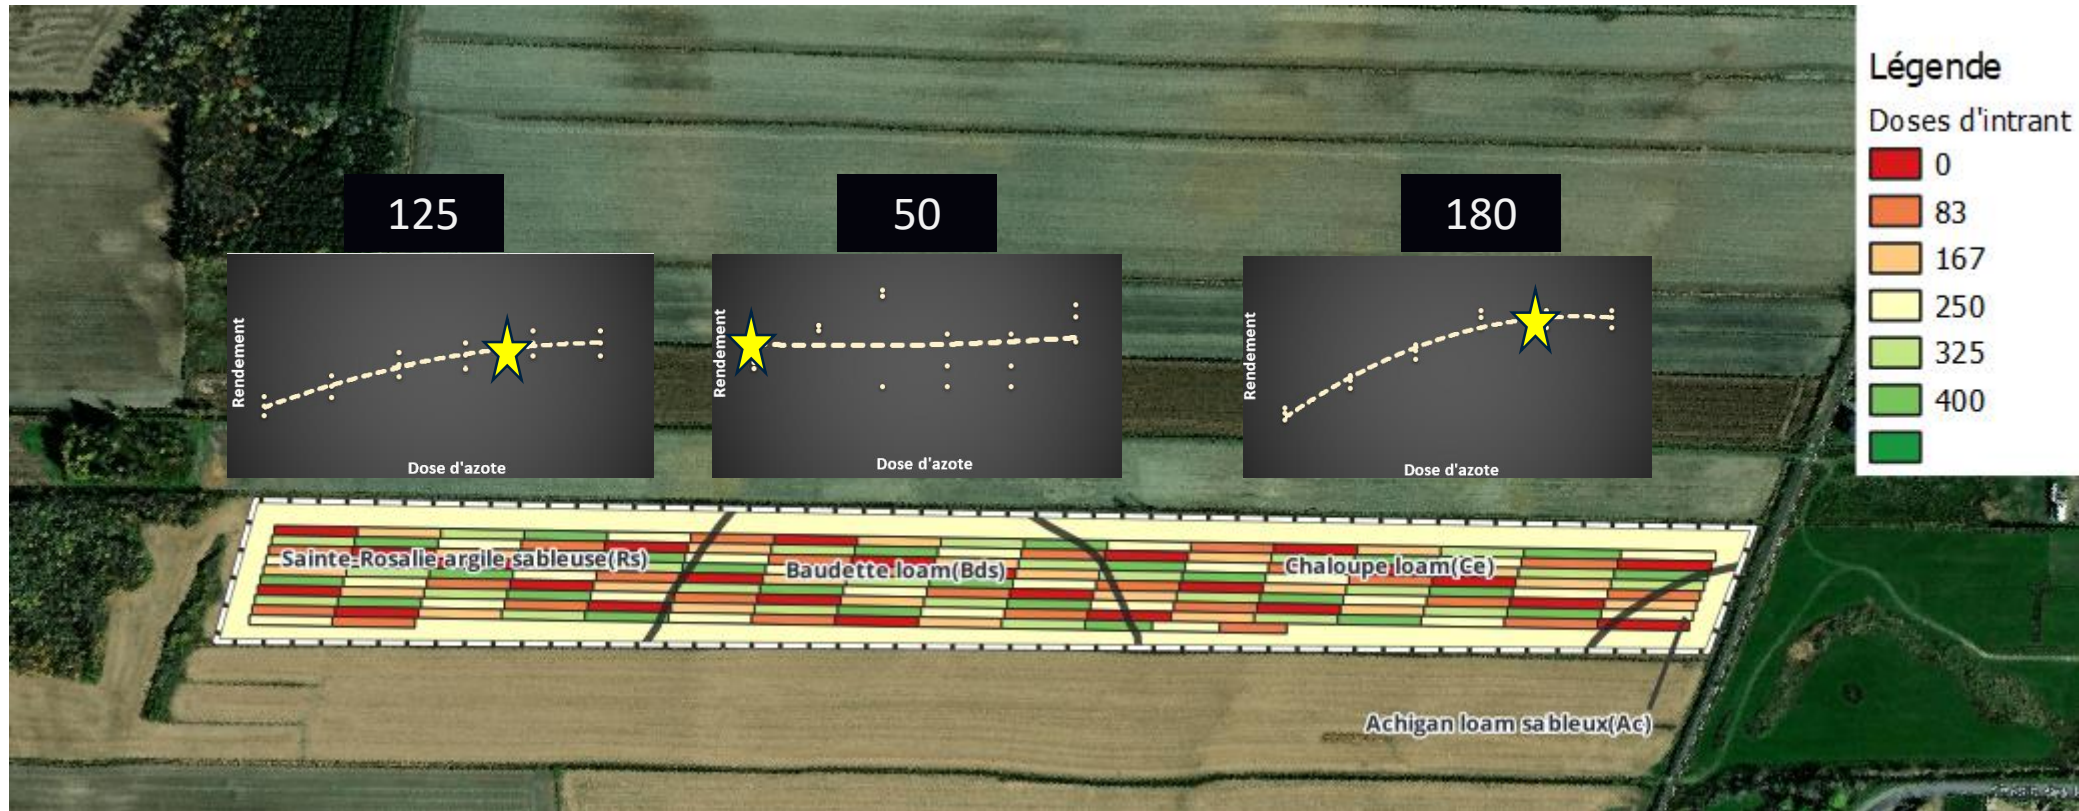 Légende
Doses d'intrant
0
83
167
250
325
400
125
50
180
Rendement
Dose d'azote
Rendement
Dose d'azote
Rendement
Dose d'azote
Sainte-Rosalie argile sableuse(Rs)
Baudette loam(Bds)
Chaloupe loam(Ce)
Achigan loam sableux(Ac)